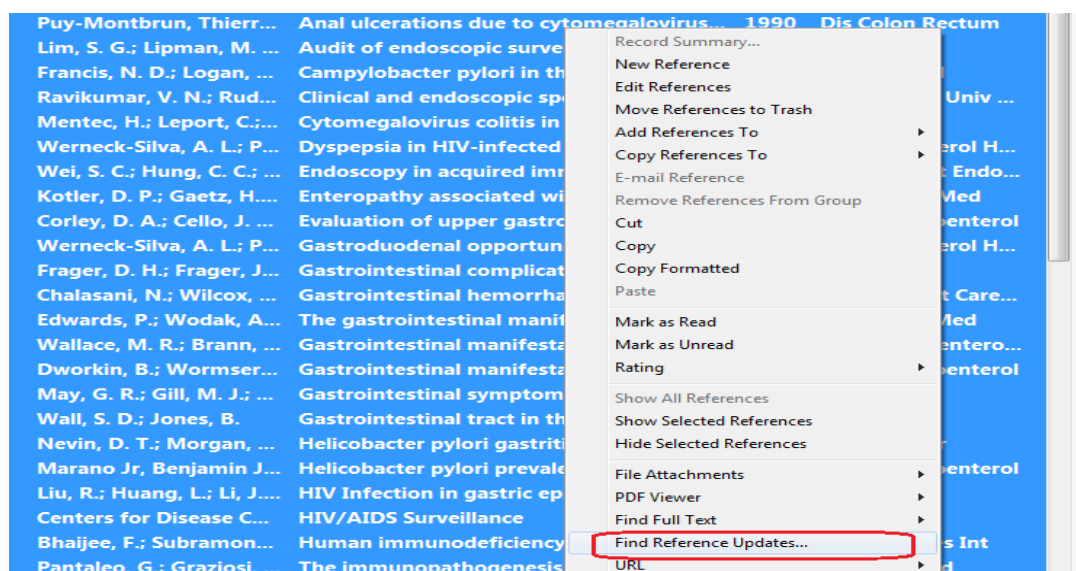 Puy-Montbrun, Thierr... Anal ulcerations due to cytomegalovirus... 1990 Dis Colon Rectum
Lim, S. G.; Lipman, M. ... Audit of endoscopic surve
Record Summary...
Francis, N. D.; Logan, ... Campylobacter pylori in th
New Reference
Ravikumar, V. N.; Rud... Clinical and endoscopic spe
Edit References
Univ ...
Mentec, H.; Leport, C.;... Cytomegalovirus colitis in
Move References to Trash
Werneck-Silva, A. L.; P... Dyspepsia in HIV-infected
Add References To
erol H...
Wei, S. C.; Hung, C. C.; ... Endoscopy in acquired imr
Copy References To
Endo...
E-mail Reference
Kotler, D. P.; Gaetz, H.... Enteropathy associated wi
Remove References From Group
Med
Corley, D. A.; Cello, J. ... Evaluation of upper gastro
Cut
enterol
Werneck-Silva, A. L.; P... Gastroduodenal opportun
Copy
erol H...
Frager, D. H.; Frager, J... Gastrointestinal complicat
Copy Formatted
Chalasani, N.; Wilcox, ... Gastrointestinal hemorrha
Paste
t Care...
Edwards, P.; Wodak, A... The gastrointestinal manif
Mark as Read
Med
Wallace, M. R.; Brann, ... Gastrointestinal manifesta
Mark as Unread
entero...
Dworkin, B.; Wormser... Gastrointestinal manifesta
Rating
enterol
May, G. R.; Gill, M. J.; ... Gastrointestinal symptom
Show All References
Wall, S. D.; Jones, B. Gastrointestinal tract in th
Show Selected References
Nevin, D. T.; Morgan, ... Helicobacter pylori gastriti
Hide Selected References
Marano Jr, Benjamin J... Helicobacter pylori prevale
File Attachments
enterol
Liu, R.; Huang, L.; Li, J.... HIV Infection in gastric ep
PDF Viewer
Centers for Disease C... HIV/AIDS Surveillance
Find Full Text
Bhaijee, F.; Subramon... Human immunodeficiency
Find Reference Updates...
s Int
Pantaleo, G.; Graziosi, ... The immunopathogenesis
URL